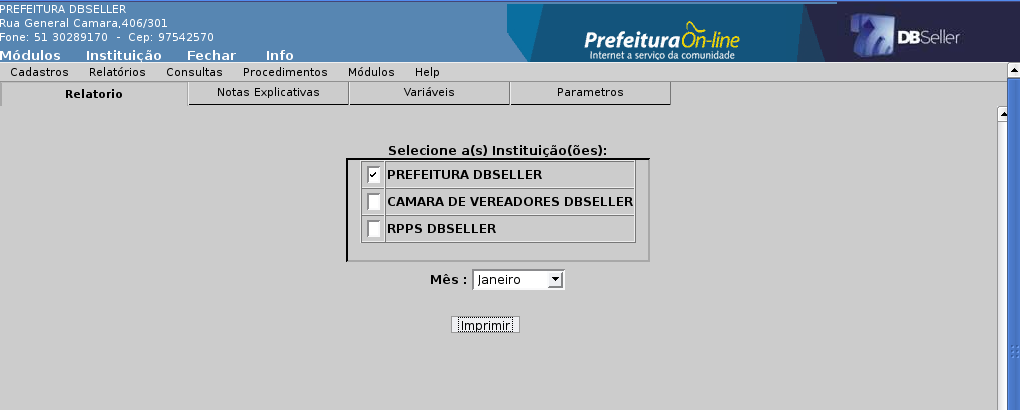 PREFEITURA DBSELLER
Rua General Camara,406/301
Fone: 51 30289170 - Cep: 97542570
Módulos Instituição Fechar Info
PrefeituraOn-line
Internet a serviço da comunidade
DBSeller
Cadastros Relatórios Consultas Procedimentos Módulos Help
Relatorio Notas Explicativas Variáveis Parametros
Selecione a(s) Instituição(ões):
PREFEITURA DBSELLER
CAMARA DE VEREADORES DBSELLER
RPPS DBSELLER
Mês : Janeiro
Imprimir